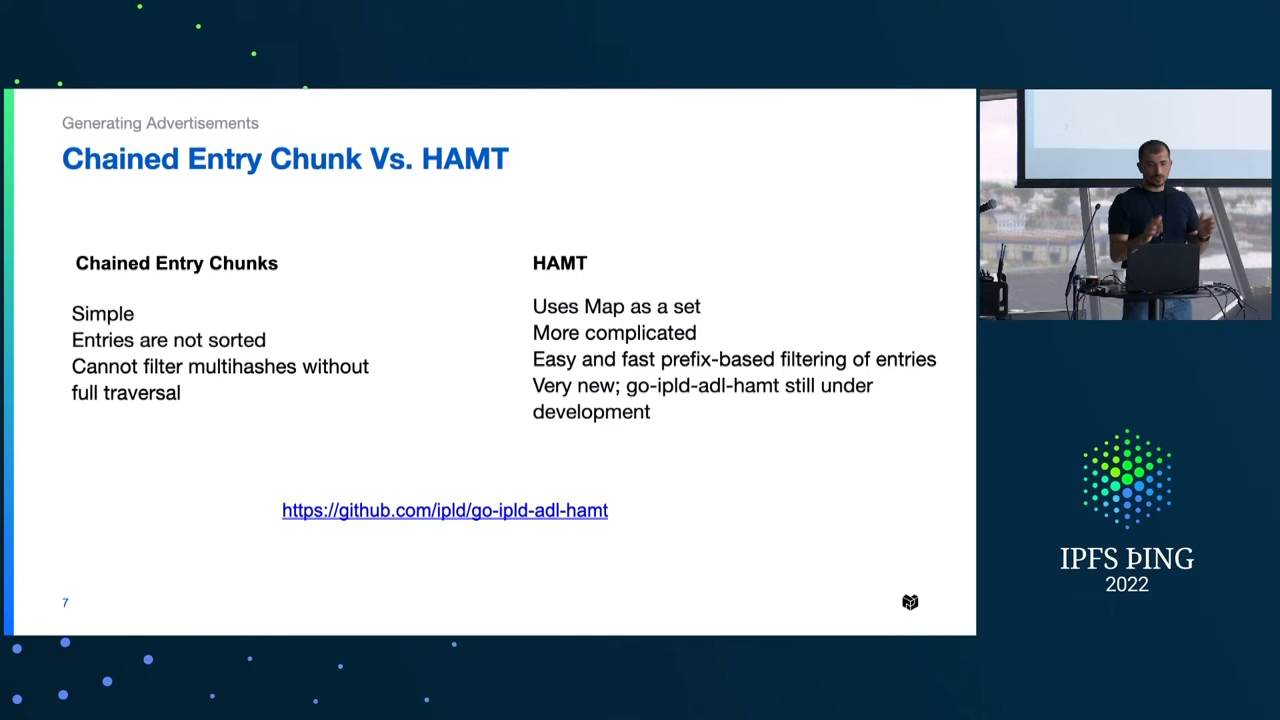 Generating Advertisements
Chained Entry Chunk Vs. HAMT
Chained Entry Chunks
Simple
Entries are not sorted
Cannot filter multihashes without
full traversal
HAMT
Uses Map as a set
More complicated
Easy and fast prefix-based filtering of entries
Very new; go-ipld-adl-hamt still under
development
https://github.com/ipld/go-ipld-adl-hamt
7
IPFS ÞING
2022